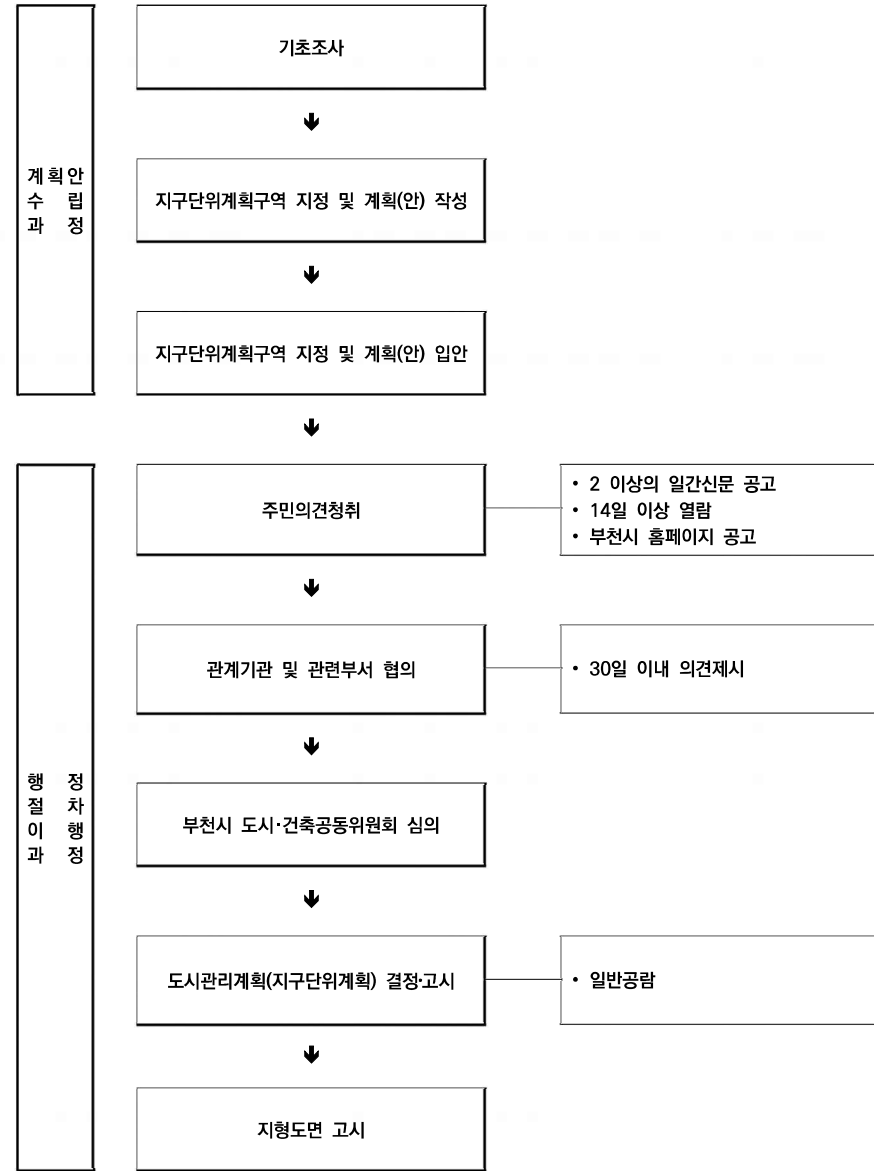 기초조사
계획안
수 립
과 정
지구단위계획구역 지정 및 계획(안) 작성
지구단위계획구역 지정 및 계획(안) 입안
주민의견청취
• 2 이상의 일간신문 공고
• 14일 이상 열람
• 부천시 홈페이지 공고
관계기관 및 관련부서 협의
• 30일 이내 의견제시
행 정
절 차
이 행
과 정
부천시 도시·건축공동위원회 심의
도시관리계획(지구단위계획) 결정·고시
• 일반공람
지형도면 고시